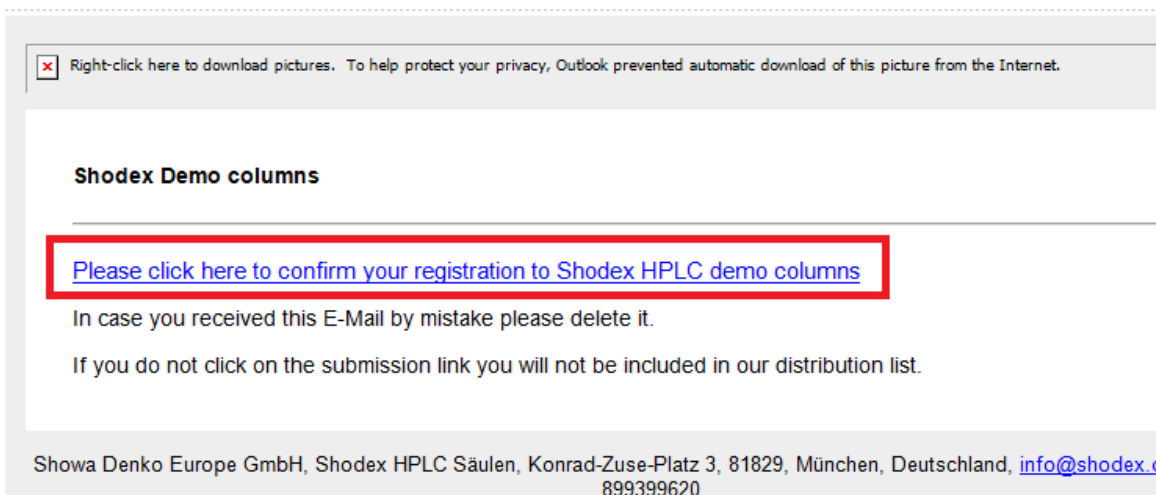 Right-click here to download pictures. To help protect your privacy, Outlook prevented automatic download of this picture from the Internet.
Shodex Demo columns
Please click here to confirm your registration to Shodex HPLC demo columns
In case you received this E-Mail by mistake please delete it.
If you do not click on the submission link you will not be included in our distribution list.
Showa Denko Europe GmbH, Shodex HPLC Säulen, Konrad-Zuse-Platz 3, 81829, München, Deutschland, info@shodex.
899399620